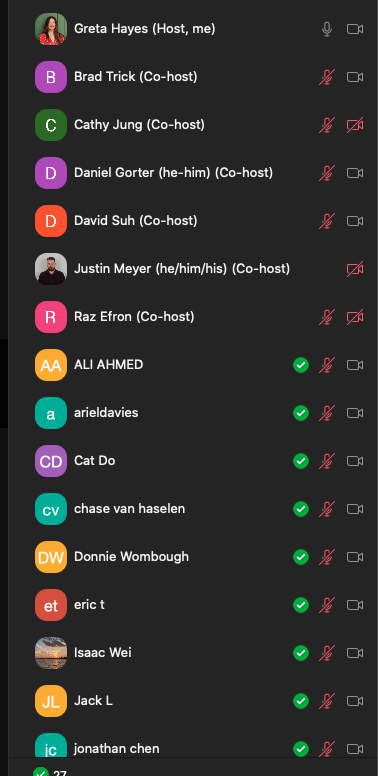 Greta Hayes (Host, me)
B
Brad Trick (Co-host)
C
Cathy Jung (Co-host)
D
Daniel Gorter (he-him) (Co-host)
D
David Suh (Co-host)
Justin Meyer (he/him/his) (Co-host)
R
Raz Efron (Co-host)
AA
ALI AHMED
a
arieldavies
CD
Cat Do
cv
chase van haselen
DW
Donnie Wombough
et
eric t
Isaac Wei
JL
Jack L
jc
jonathan chen
27